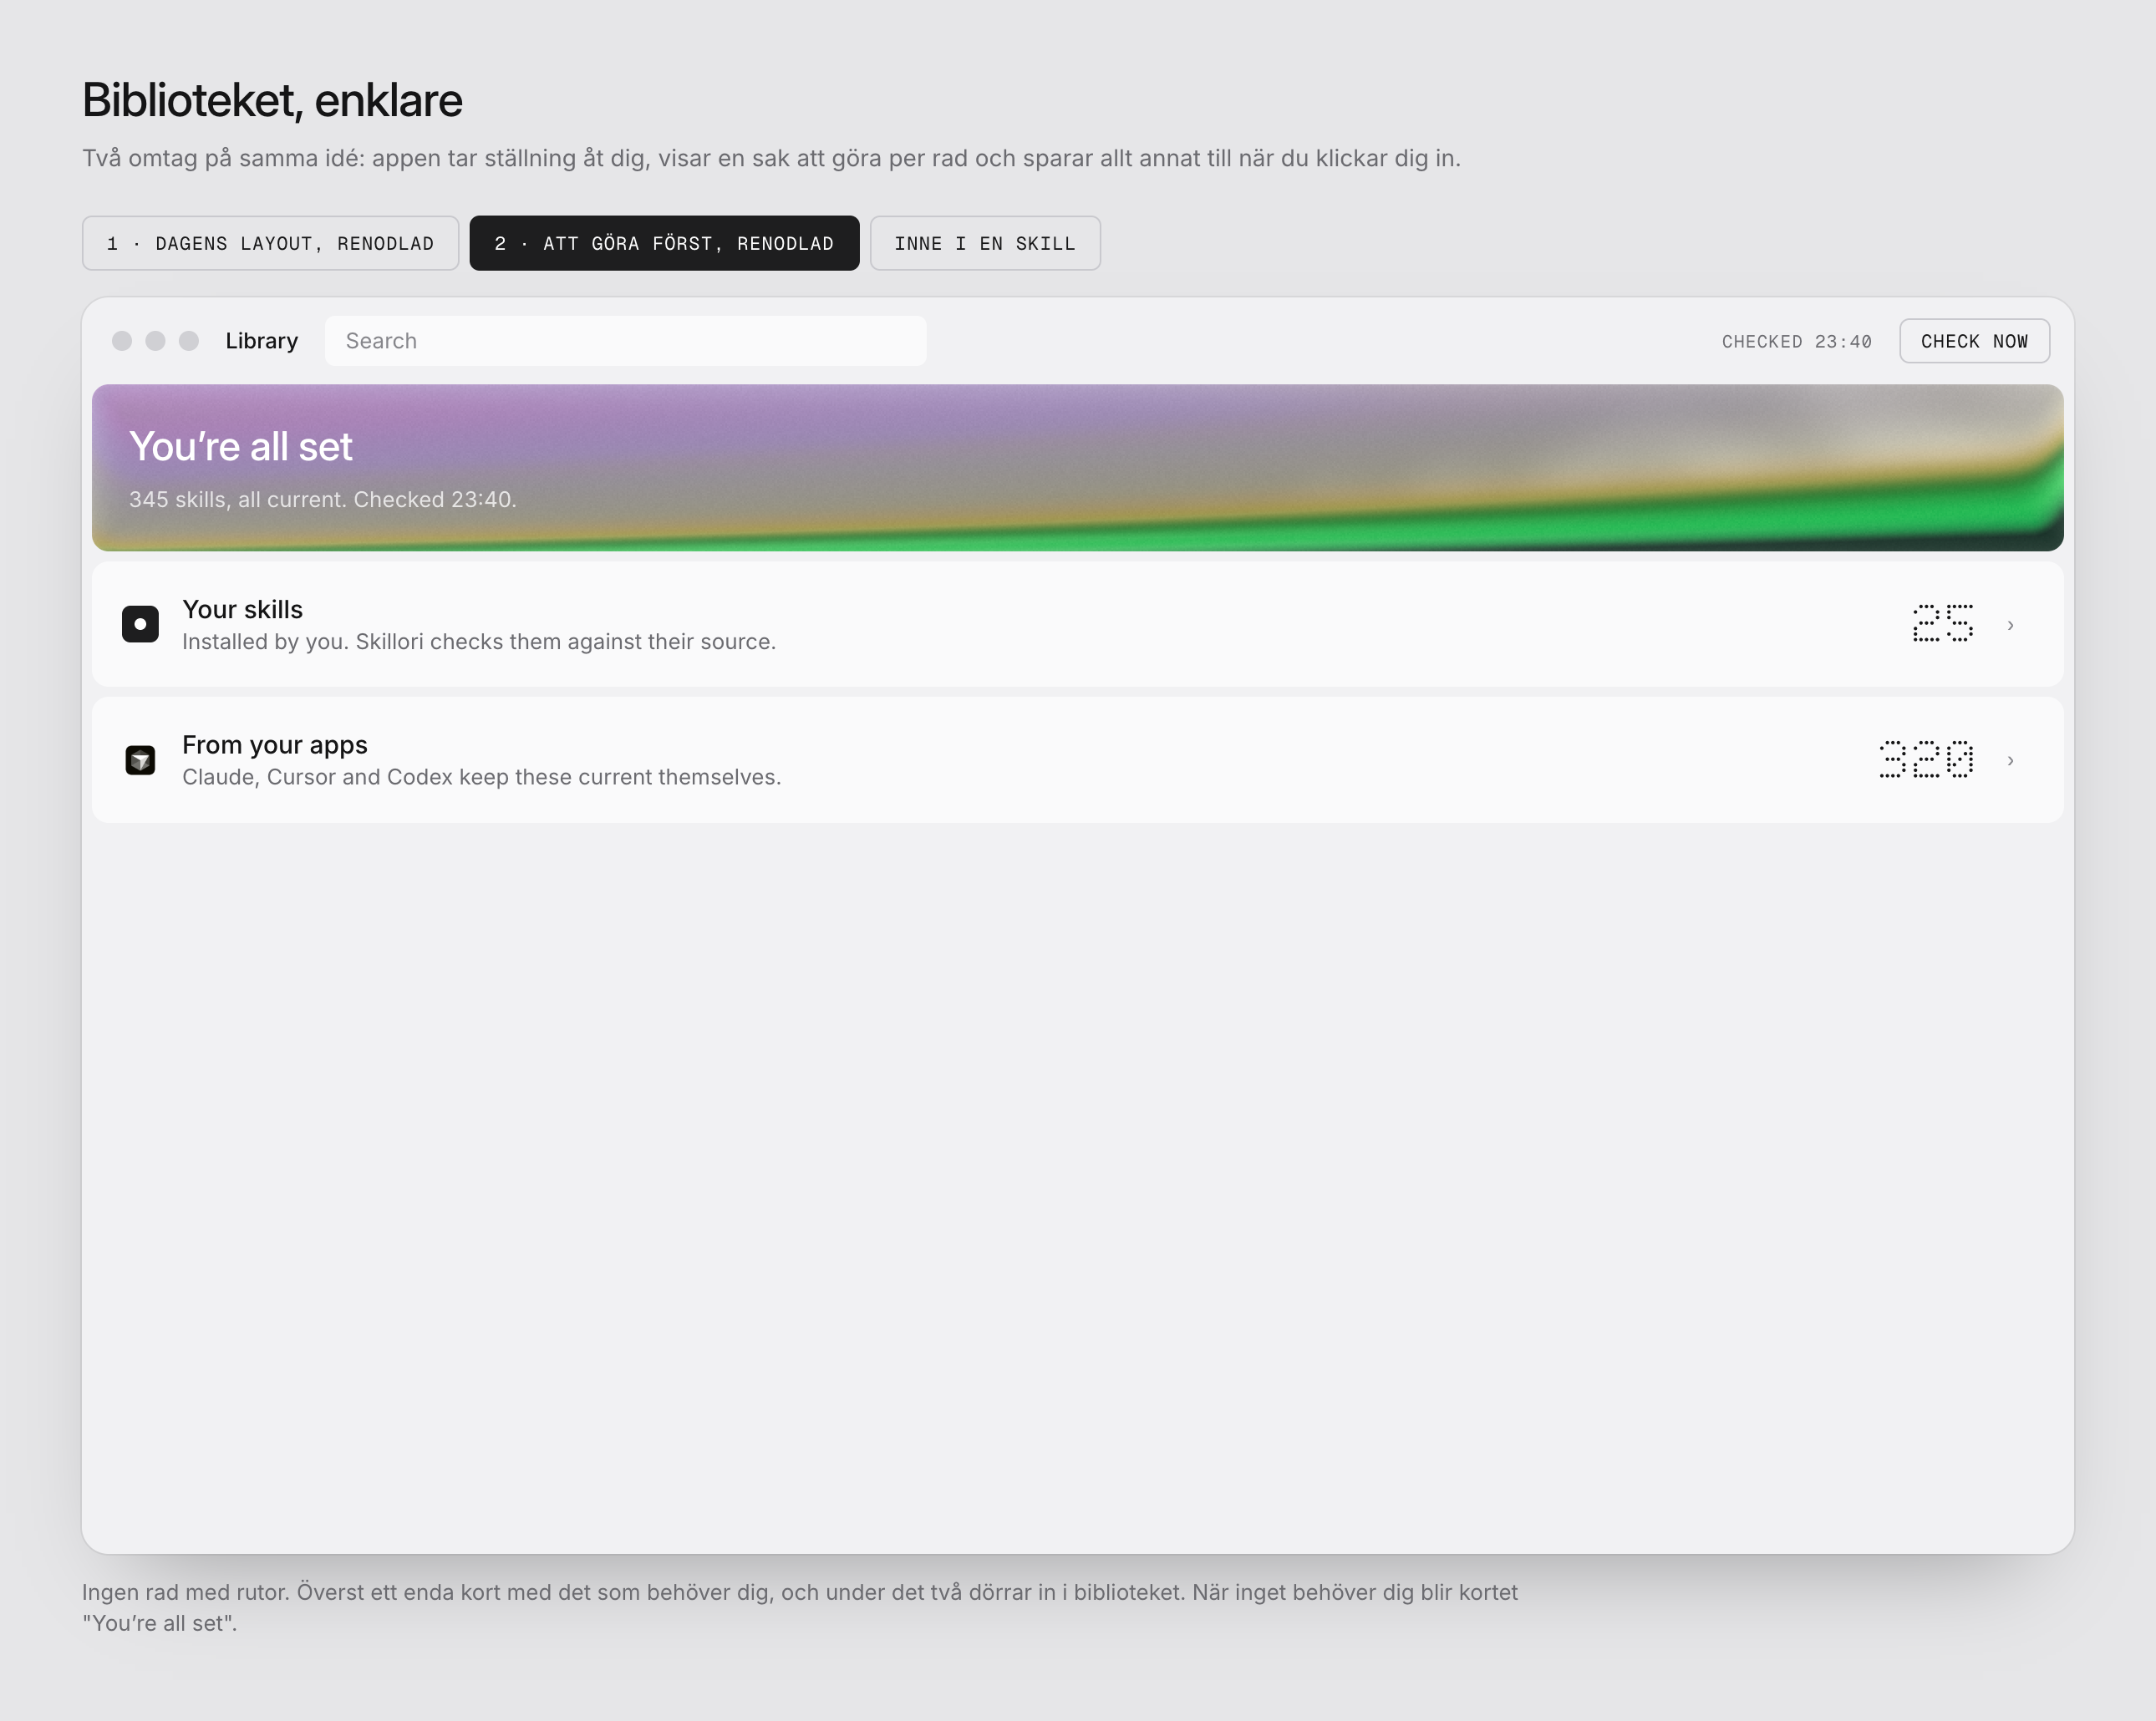 Biblioteket, enklare
Två omtag på samma idé: appen tar ställning åt dig, visar en sak att göra per rad och sparar allt annat till när du klickar dig in.
1 · DAGENS LAYOUT, RENODLAD
2 · ATT GÖRA FÖRST, RENODLAD
INNE I EN SKILL
Library
Search
CHECKED 23:40
CHECK NOW
You’re all set
345 skills, all current. Checked 23:40.
Your skills
Installed by you. Skillori checks them against their source.
25
From your apps
Claude, Cursor and Codex keep these current themselves.
320
Ingen rad med rutor. Överst ett enda kort med det som behöver dig, och under det två dörrar in i biblioteket. När inget behöver dig blir kortet
"You’re all set".